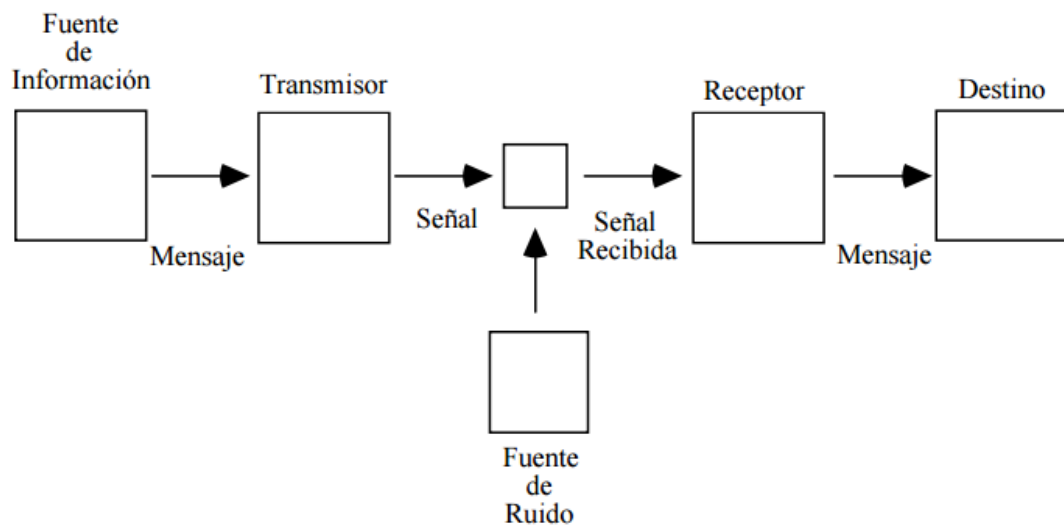 Fuente
de
Información
Transmisor
Receptor
Destino
Mensaje
Señal
Señal
Recibida
Mensaje
Fuente
de
Ruido